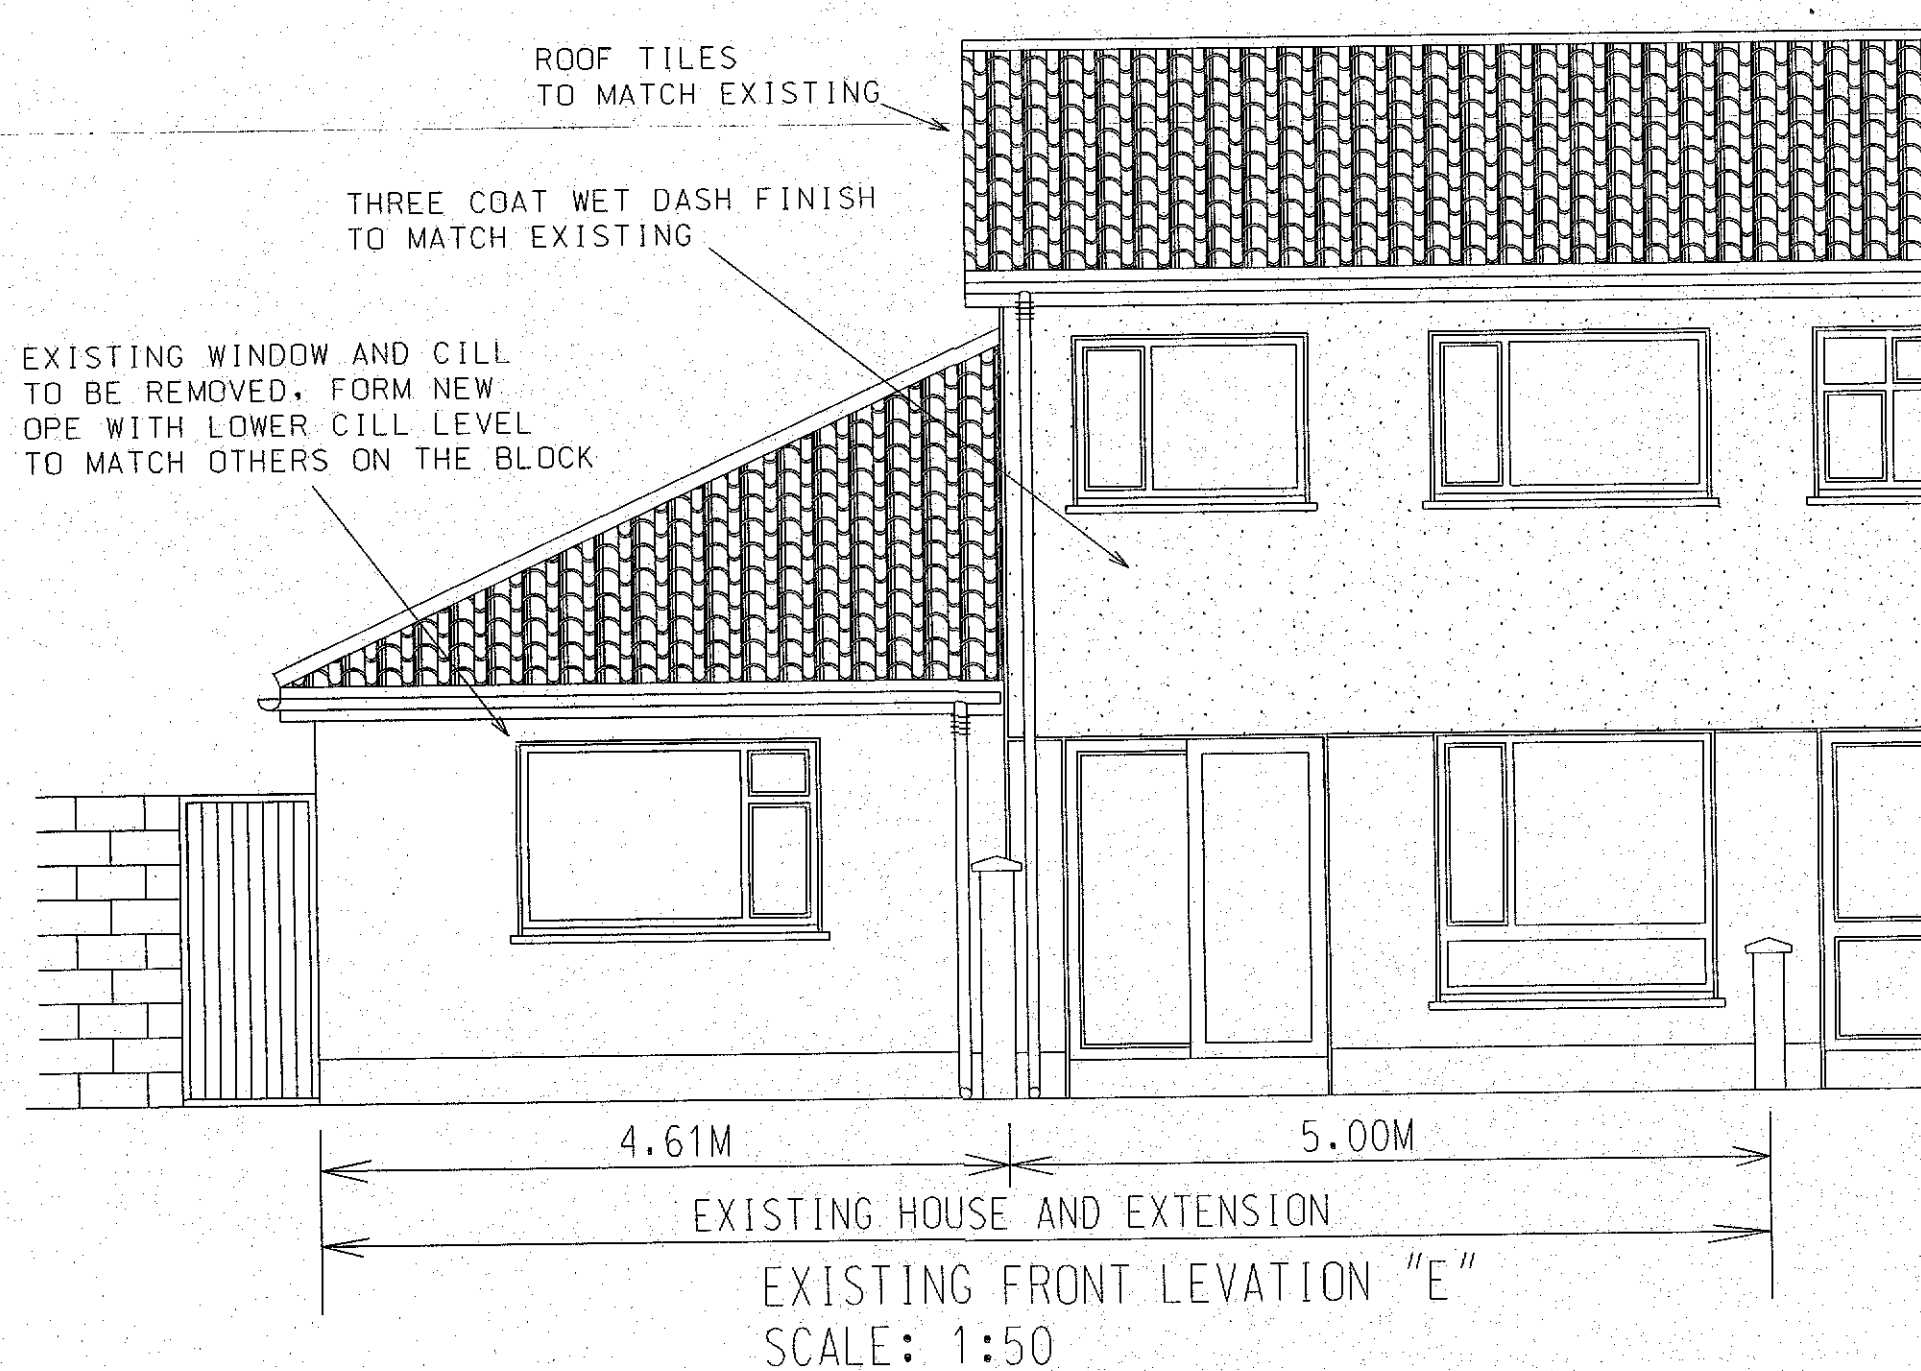 ROOF TILES
TO MATCH EXISTING
THREE COAT WET DASH FINISH
TO MATCH EXISTING
EXISTING WINDOW AND CILL
TO BE REMOVED, FORM NEW
OPE WITH LOWER CILL LEVEL
TO MATCH OTHERS ON THE BLOCK
4.61M
5.00M
EXISTING HOUSE AND EXTENSION
EXISTING FRONT LEVATION "E"
SCALE: 1:50